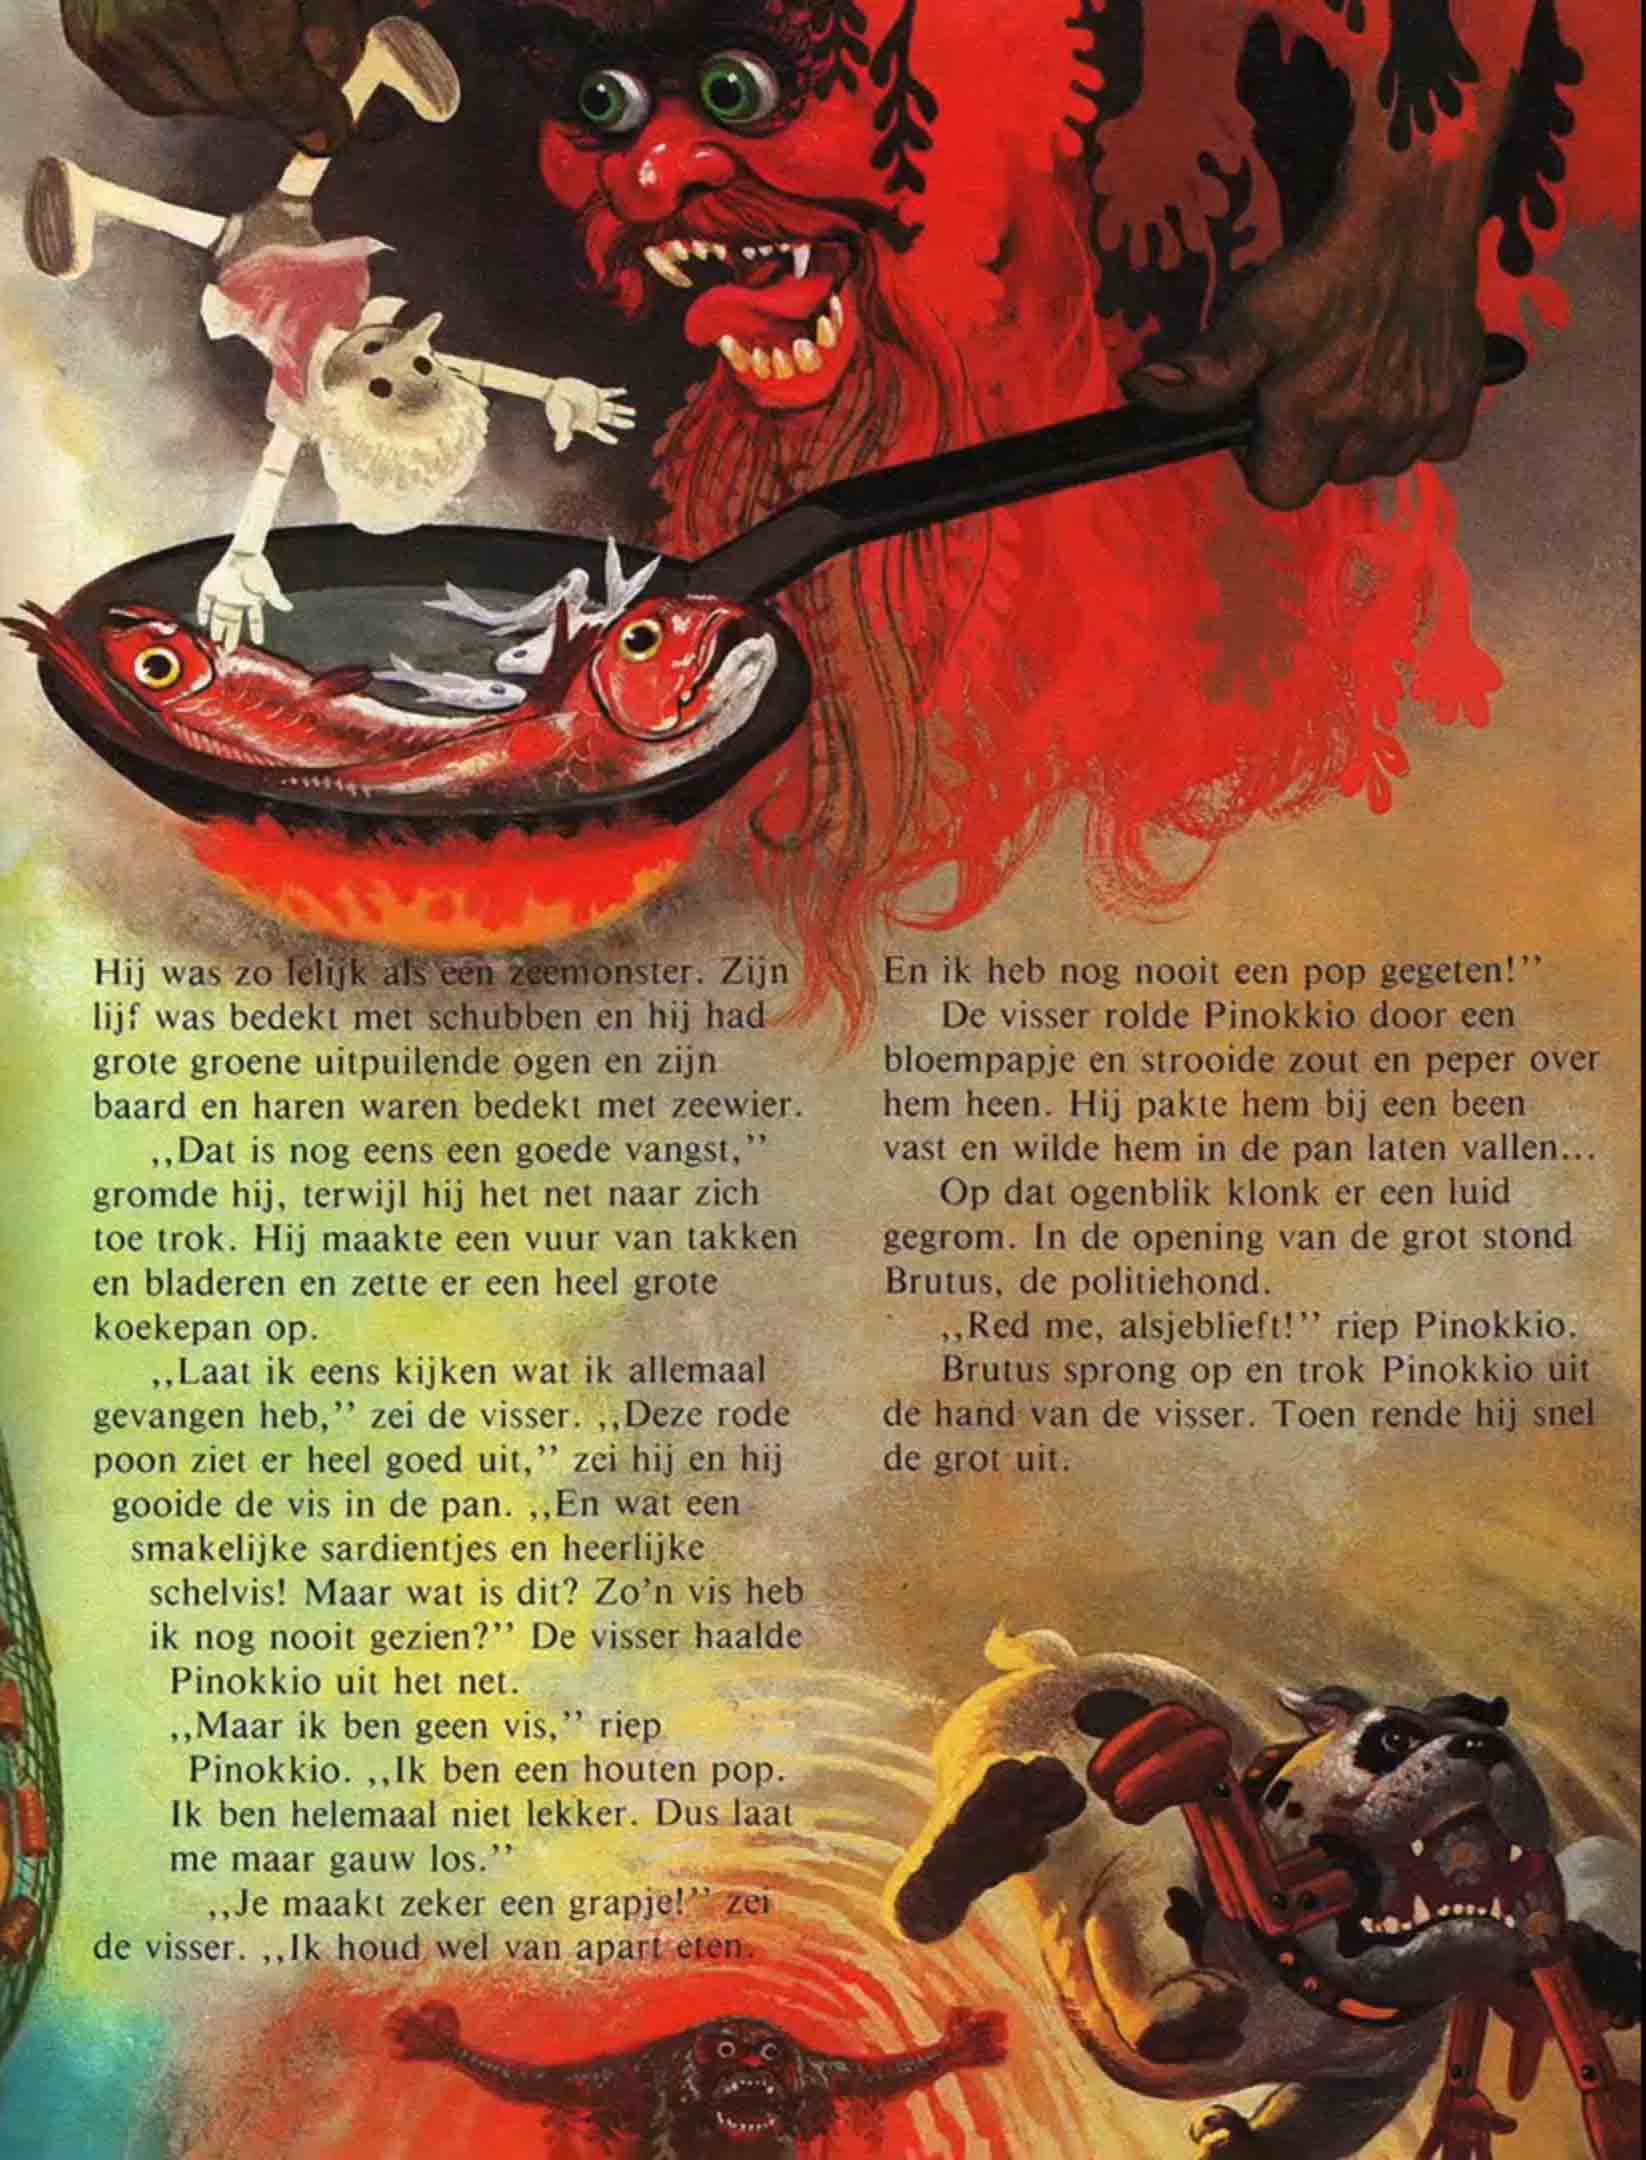 Hij was zo lelijk als een zeemonster. Zijn
lijf was bedekt met schubben en hij had
grote groene uitpuilende ogen en zijn
baard en haren waren bedekt met zeewier.
,,Dat is nog eens een goede vangst,’’
gromde hij, terwijl hij het net naar zich
toe trok. Hij maakte een vuur van takken
en bladeren en zette er een heel grote
koekepan op.
,,Laat ik eens kijken wat ik allemaal
gevangen heb,’’ zei de visser. ,,Deze rode
poon ziet er heel goed uit,’’ zei hij en hij
gooide de vis in de pan. ,,En wat een
smakelijke sardientjes en heerlijke
schelvis! Maar wat is dit? Zo’n vis heb
ik nog nooit gezien?’’ De visser haalde
Pinokkio uit het net.
,,Maar ik ben geen vis,’’ riep
Pinokkio. ,,Ik ben een houten pop.
Ik ben helemaal niet lekker. Dus laat
me maar gauw los.’’
,,Je maakt zeker een grapje!’’ zei
de visser. ,,Ik houd wel van apart eten.
En ik heb nog nooit een pop gegeten!’’
De visser rolde Pinokkio door een
bloempapje en strooide zout en peper over
hem heen. Hij pakte hem bij een been
vast en wilde hem in de pan laten vallen...
Op dat ogenblik klonk er een luid
gegrom. In de opening van de grot stond
Brutus, de politiehond.
,,Red me, alsjeblieft!’’ riep Pinokkio.
Brutus sprong op en trok Pinokkio uit
de hand van de visser. Toen rende hij snel
de grot uit.